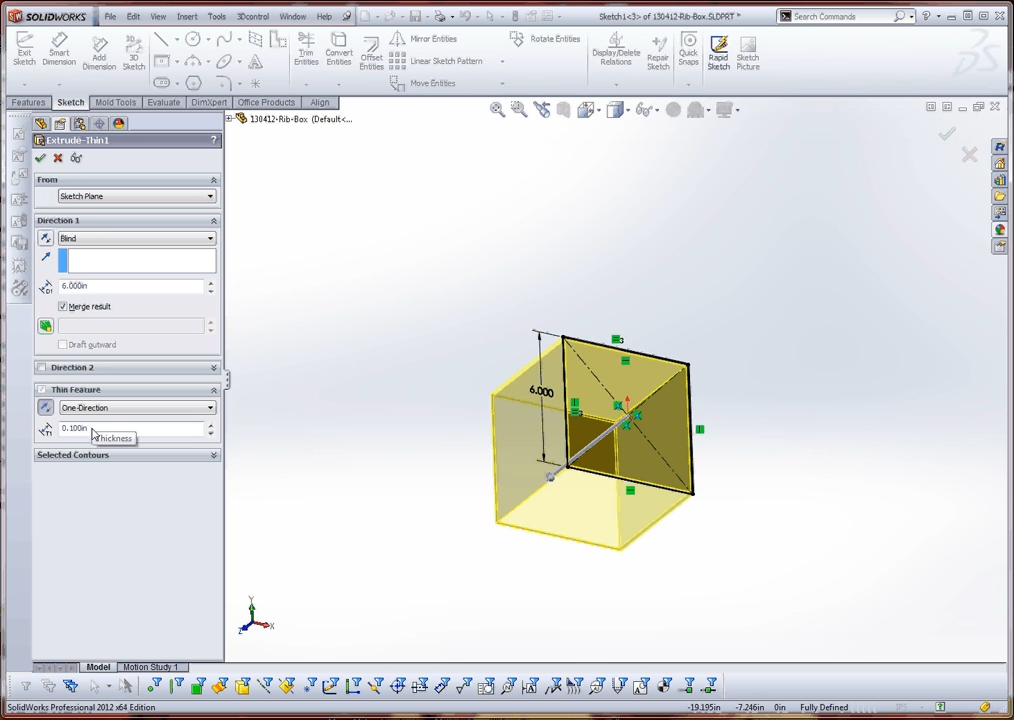 SOLIDWORKS
File
Edit
View
Insert
Tools
3Dcontrol
Window
Help
Sketch1<3> of 130412-Rib-Box.SLDPRT *
Search Commands
Exit Sketch
Smart Dimension
Add Dimension
3D Sketch
Trim Entities
Convert Entities
Offset Entities
Mirror Entities
Linear Sketch Pattern
Move Entities
Rotate Entities
Display/Delete Relations
Repair Sketch
Quick Snaps
Rapid Sketch
Sketch Picture
Features
Sketch
Mold Tools
Evaluate
DimXpert
Office Products
Align
130412-Rib-Box (Default<...
Extrude-Thin1
?
From
Sketch Plane
Direction 1
Blind
6.000in
Merge result
Draft outward
Direction 2
Thin Feature
One-Direction
0.100in
Thickness
Selected Contours
6.000
3
3
Y
X
Z
Model
Motion Study 1
SolidWorks Professional 2012 x64 Edition
-19.195in
-7.246in
0in
Fully Defined
IPS